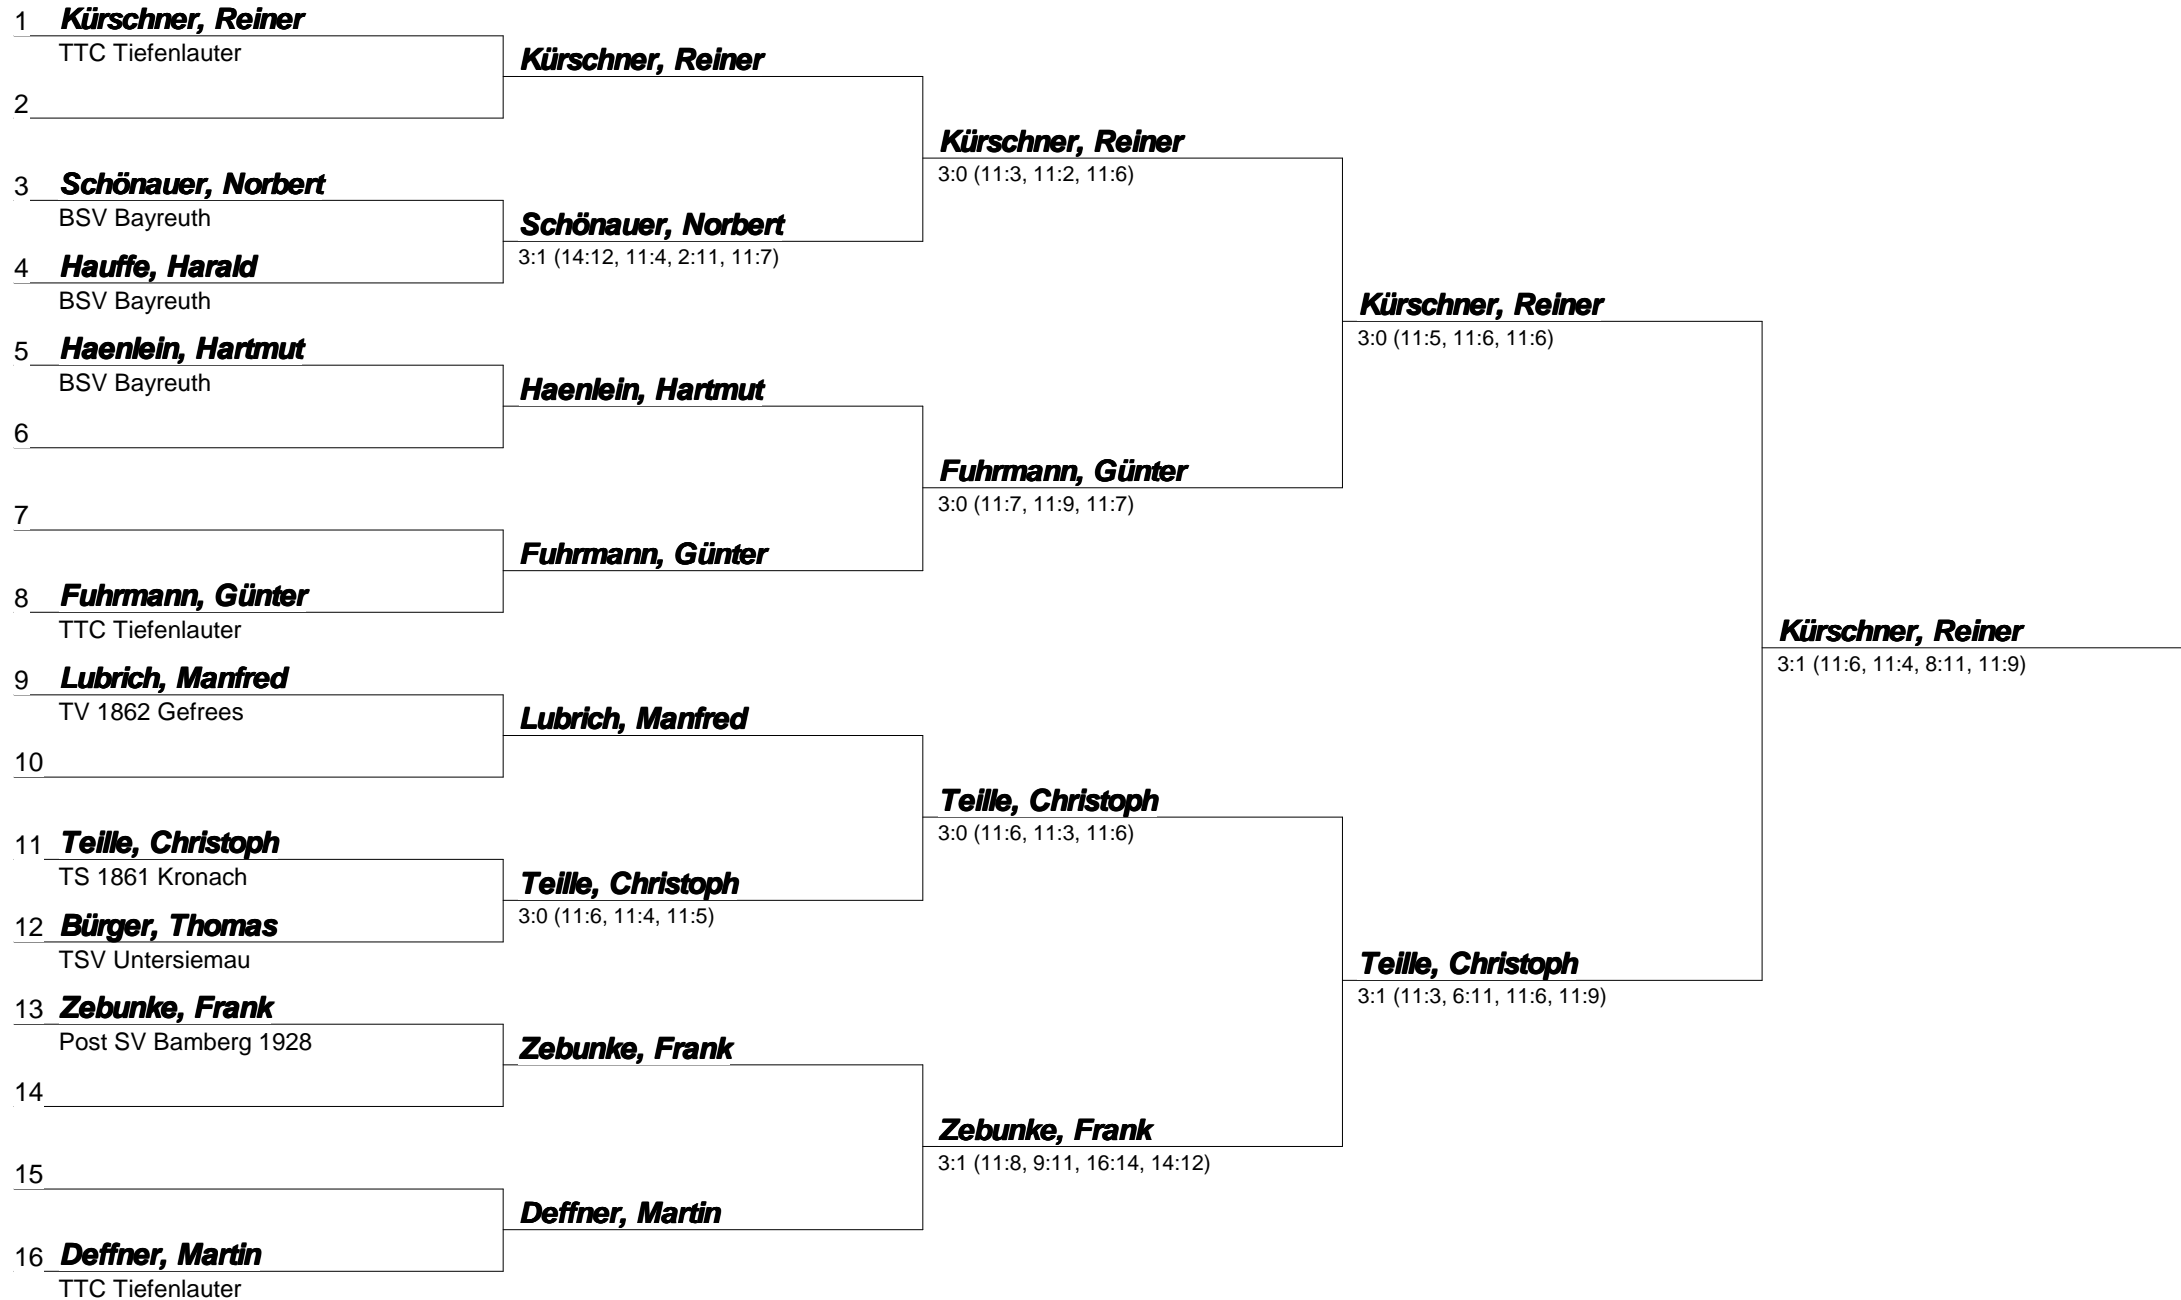 1 Kürschner, Reiner
TTC Tiefenlauter
Kürschner, Reiner
2
Kürschner, Reiner
3:0 (11:3, 11:2, 11:6)
3 Schönauer, Norbert
BSV Bayreuth
Schönauer, Norbert
3:1 (14:12, 11:4, 2:11, 11:7)
4 Hauffe, Harald
BSV Bayreuth
Kürschner, Reiner
3:0 (11:5, 11:6, 11:6)
5 Haenlein, Hartmut
BSV Bayreuth
Haenlein, Hartmut
6
Fuhrmann, Günter
3:0 (11:7, 11:9, 11:7)
7
Fuhrmann, Günter
8 Fuhrmann, Günter
TTC Tiefenlauter
Kürschner, Reiner
3:1 (11:6, 11:4, 8:11, 11:9)
9 Lubrich, Manfred
TV 1862 Gefrees
Lubrich, Manfred
10
Teille, Christoph
3:0 (11:6, 11:3, 11:6)
11 Teille, Christoph
TS 1861 Kronach
Teille, Christoph
3:0 (11:6, 11:4, 11:5)
12 Bürger, Thomas
TSV Untersiemau
Teille, Christoph
3:1 (11:3, 6:11, 11:6, 11:9)
13 Zebunke, Frank
Post SV Bamberg 1928
Zebunke, Frank
14
Zebunke, Frank
3:1 (11:8, 9:11, 16:14, 14:12)
15
Deffner, Martin
16 Deffner, Martin
TTC Tiefenlauter